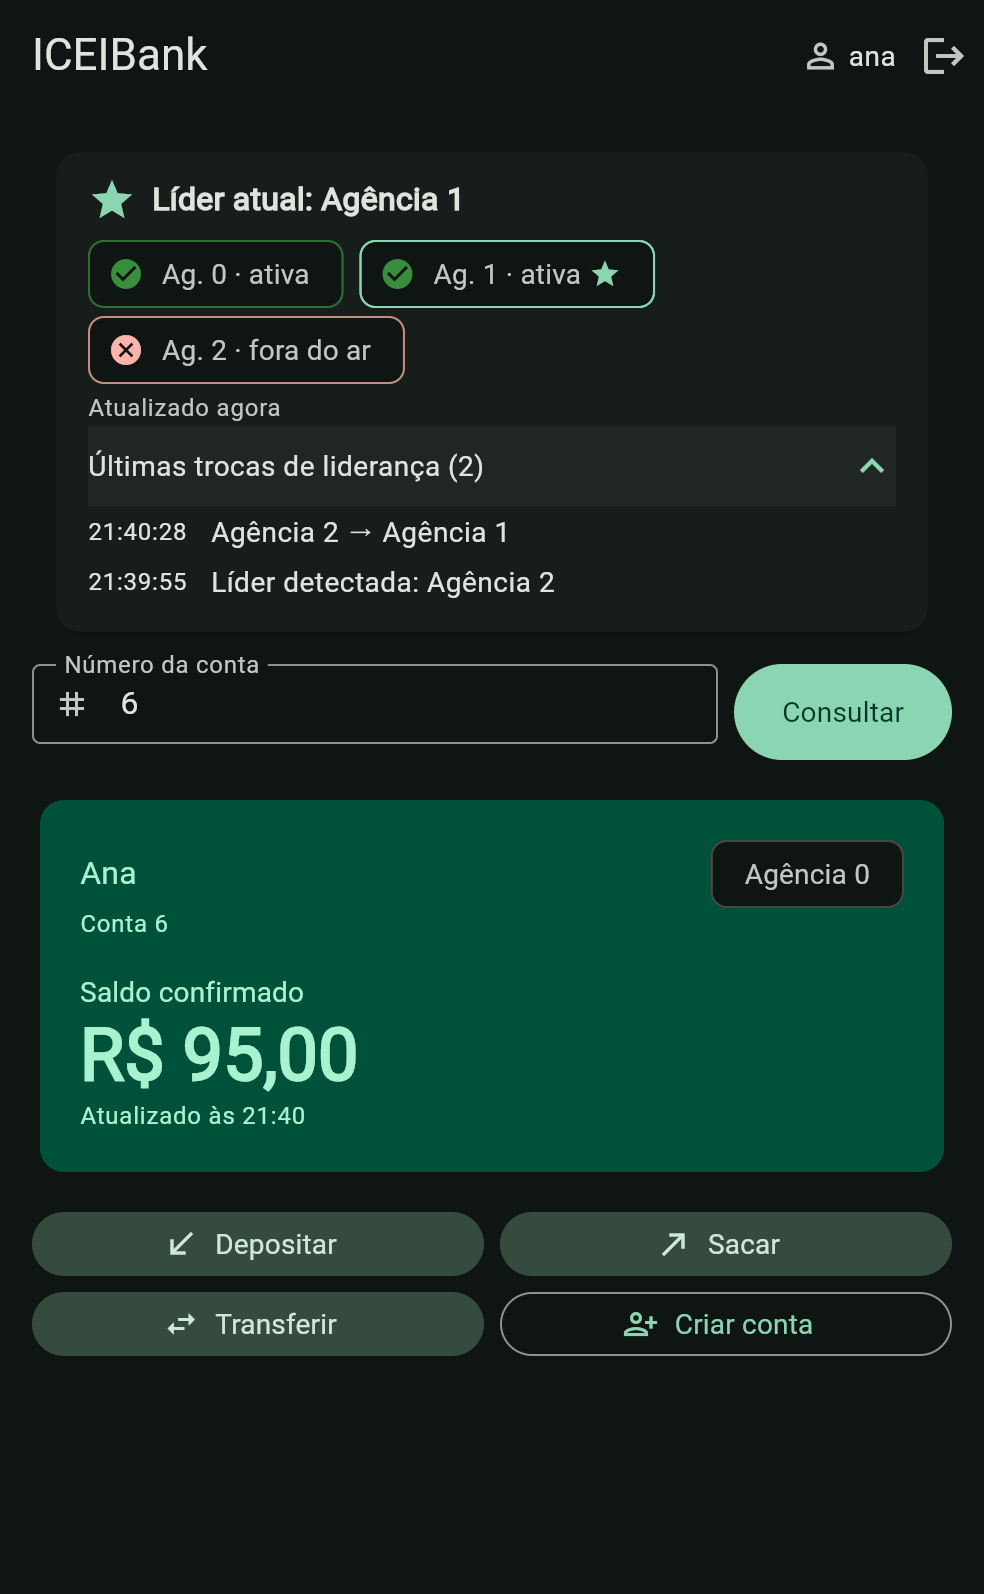 ICEIBank
ana
Líder atual: Agência 1
Ag. 0 · ativa
Ag. 1 · ativa
Ag. 2 · fora do ar
Atualizado agora
Últimas trocas de liderança (2)
21:40:28 Agência 2 → Agência 1
21:39:55 Líder detectada: Agência 2
Número da conta
# 6
Consultar
Ana
Agência 0
Conta 6
Saldo confirmado
R$ 95,00
Atualizado às 21:40
Depositar
Sacar
Transferir
Criar conta